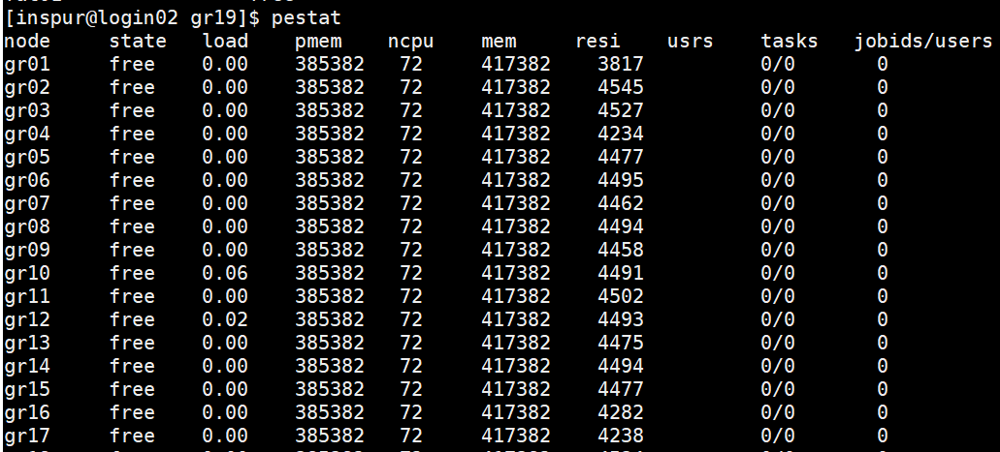 [inspur@login02 gr19]$ pestat
node state load pmem ncpu mem resi usrs tasks jobids/users
gr01 free 0.00 385382 72 417382 3817 0/0 0
gr02 free 0.00 385382 72 417382 4545 0/0 0
gr03 free 0.00 385382 72 417382 4527 0/0 0
gr04 free 0.00 385382 72 417382 4234 0/0 0
gr05 free 0.00 385382 72 417382 4477 0/0 0
gr06 free 0.00 385382 72 417382 4495 0/0 0
gr07 free 0.00 385382 72 417382 4462 0/0 0
gr08 free 0.00 385382 72 417382 4494 0/0 0
gr09 free 0.00 385382 72 417382 4458 0/0 0
gr10 free 0.06 385382 72 417382 4491 0/0 0
gr11 free 0.00 385382 72 417382 4502 0/0 0
gr12 free 0.02 385382 72 417382 4493 0/0 0
gr13 free 0.00 385382 72 417382 4475 0/0 0
gr14 free 0.00 385382 72 417382 4494 0/0 0
gr15 free 0.00 385382 72 417382 4477 0/0 0
gr16 free 0.00 385382 72 417382 4282 0/0 0
gr17 free 0.00 385382 72 417382 4238 0/0 0